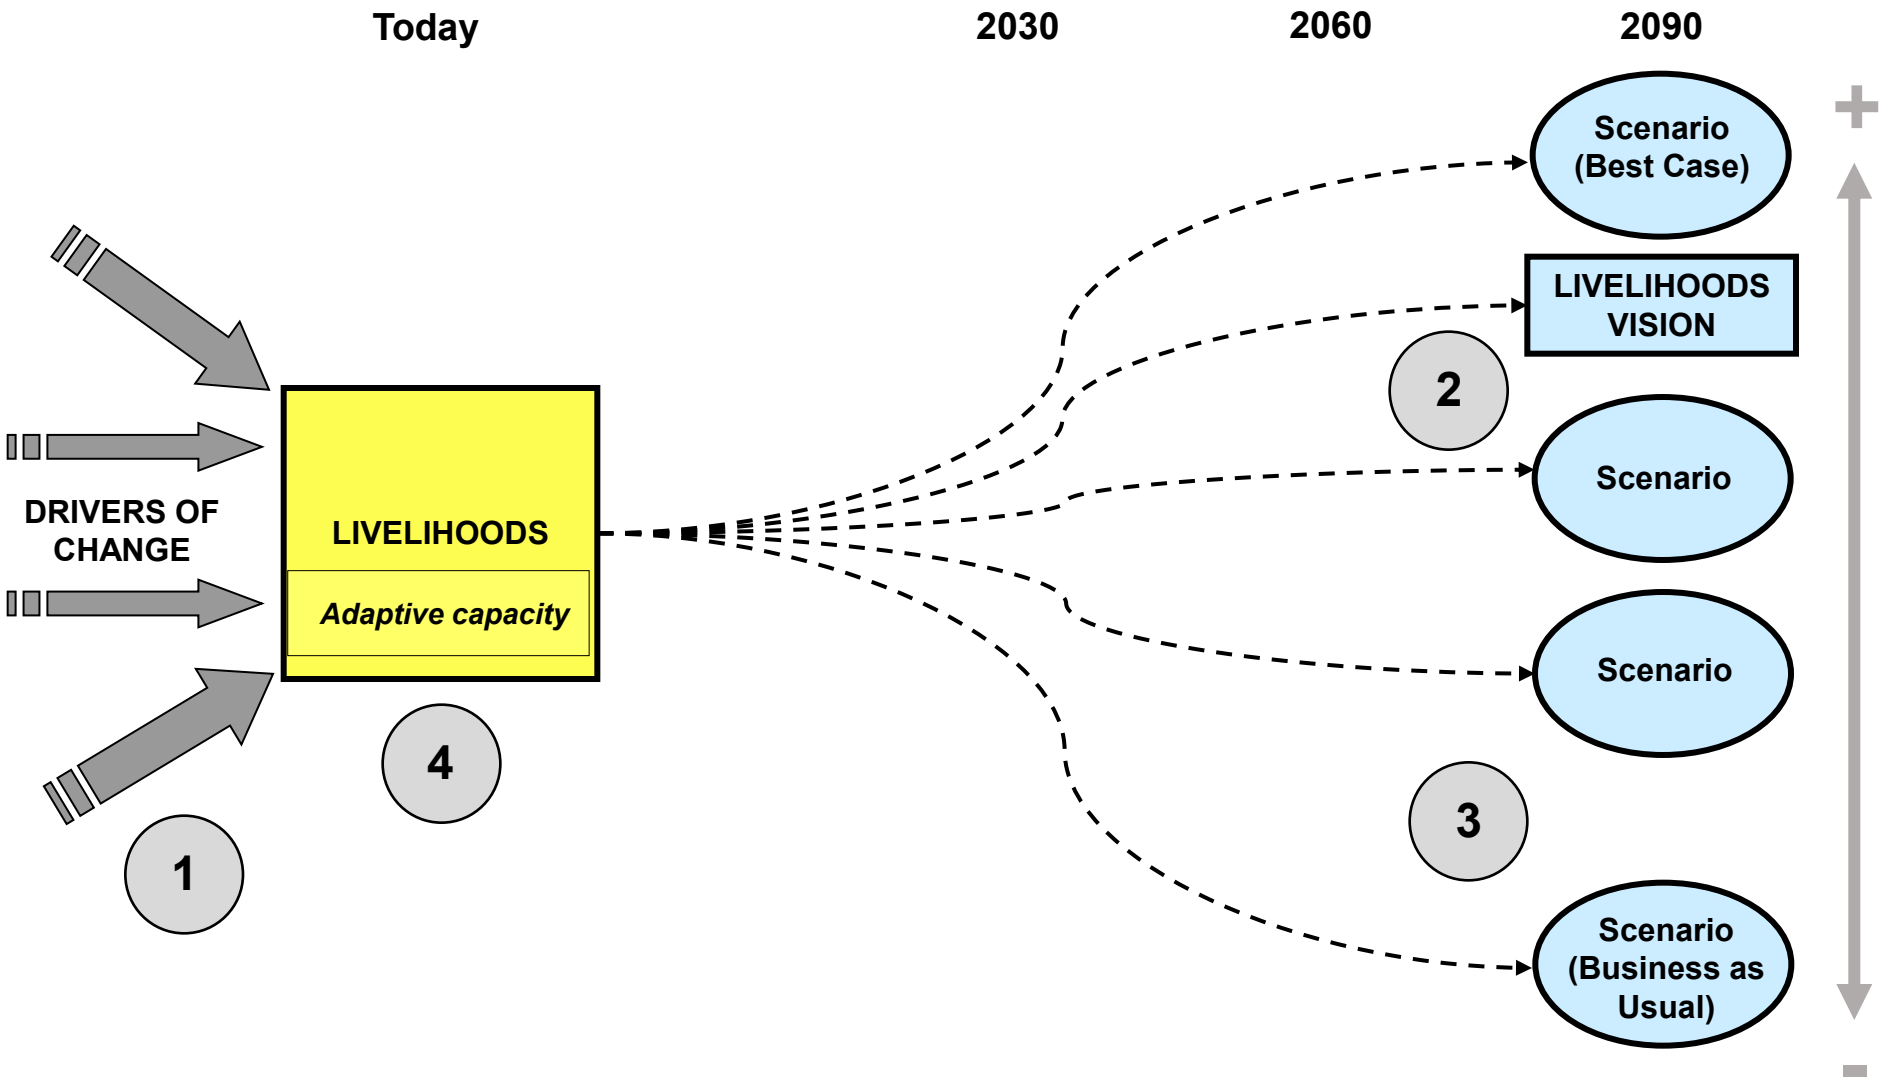 Today 2030 2060 2090
Scenario
(Best Case)
+
LIVELIHOODS
VISION
2
Scenario
DRIVERS OF
CHANGE
LIVELIHOODS
Adaptive capacity
Scenario
4
3
1
Scenario
(Business as
Usual)
-